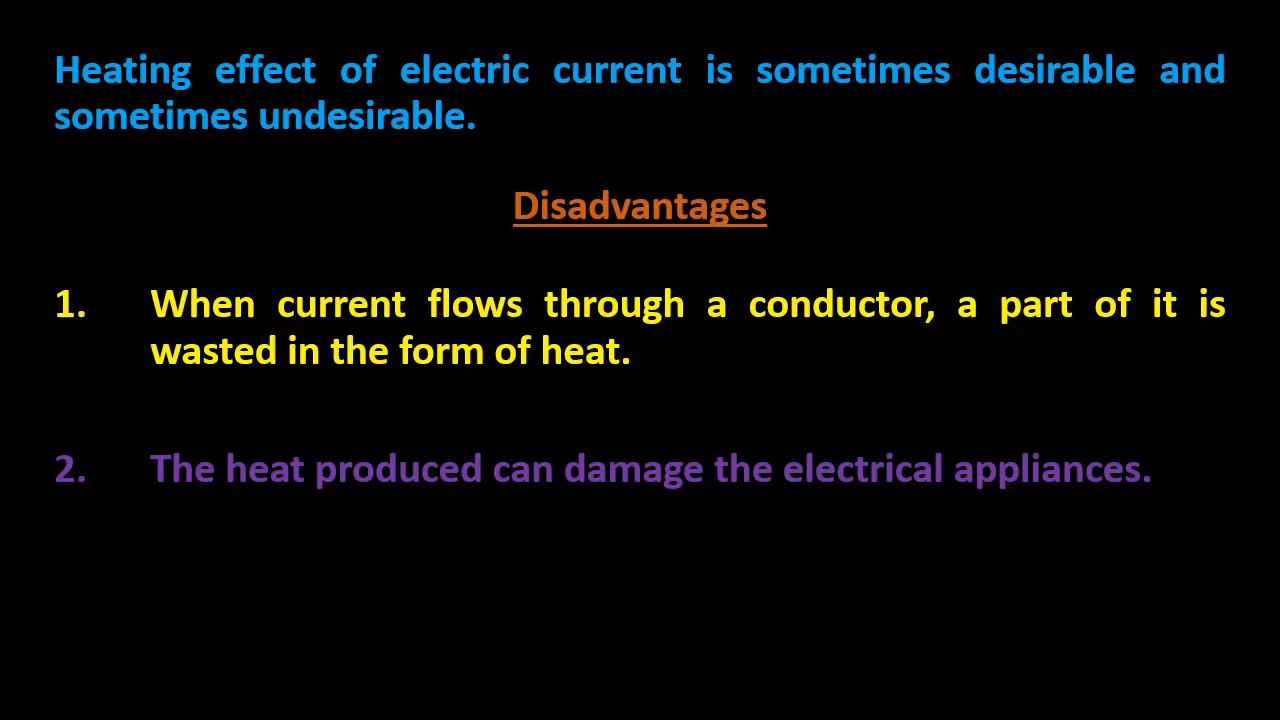 Heating effect of electric current is sometimes desirable and
sometimes undesirable.
Disadvantages
1. When current flows through a conductor, a part of it is
wasted in the form of heat.
2. The heat produced can damage the electrical appliances.